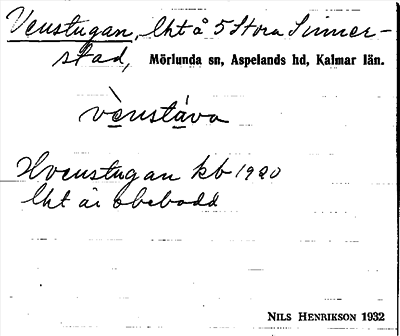 Venstugan, lht å 5 Stora Sinner-
stad, Mörlunda sn, Aspelands hd, Kalmar län.
vènstáva
Hvenstugan kb 1920
lht är obebodd
NILS HENRIKSON 1932